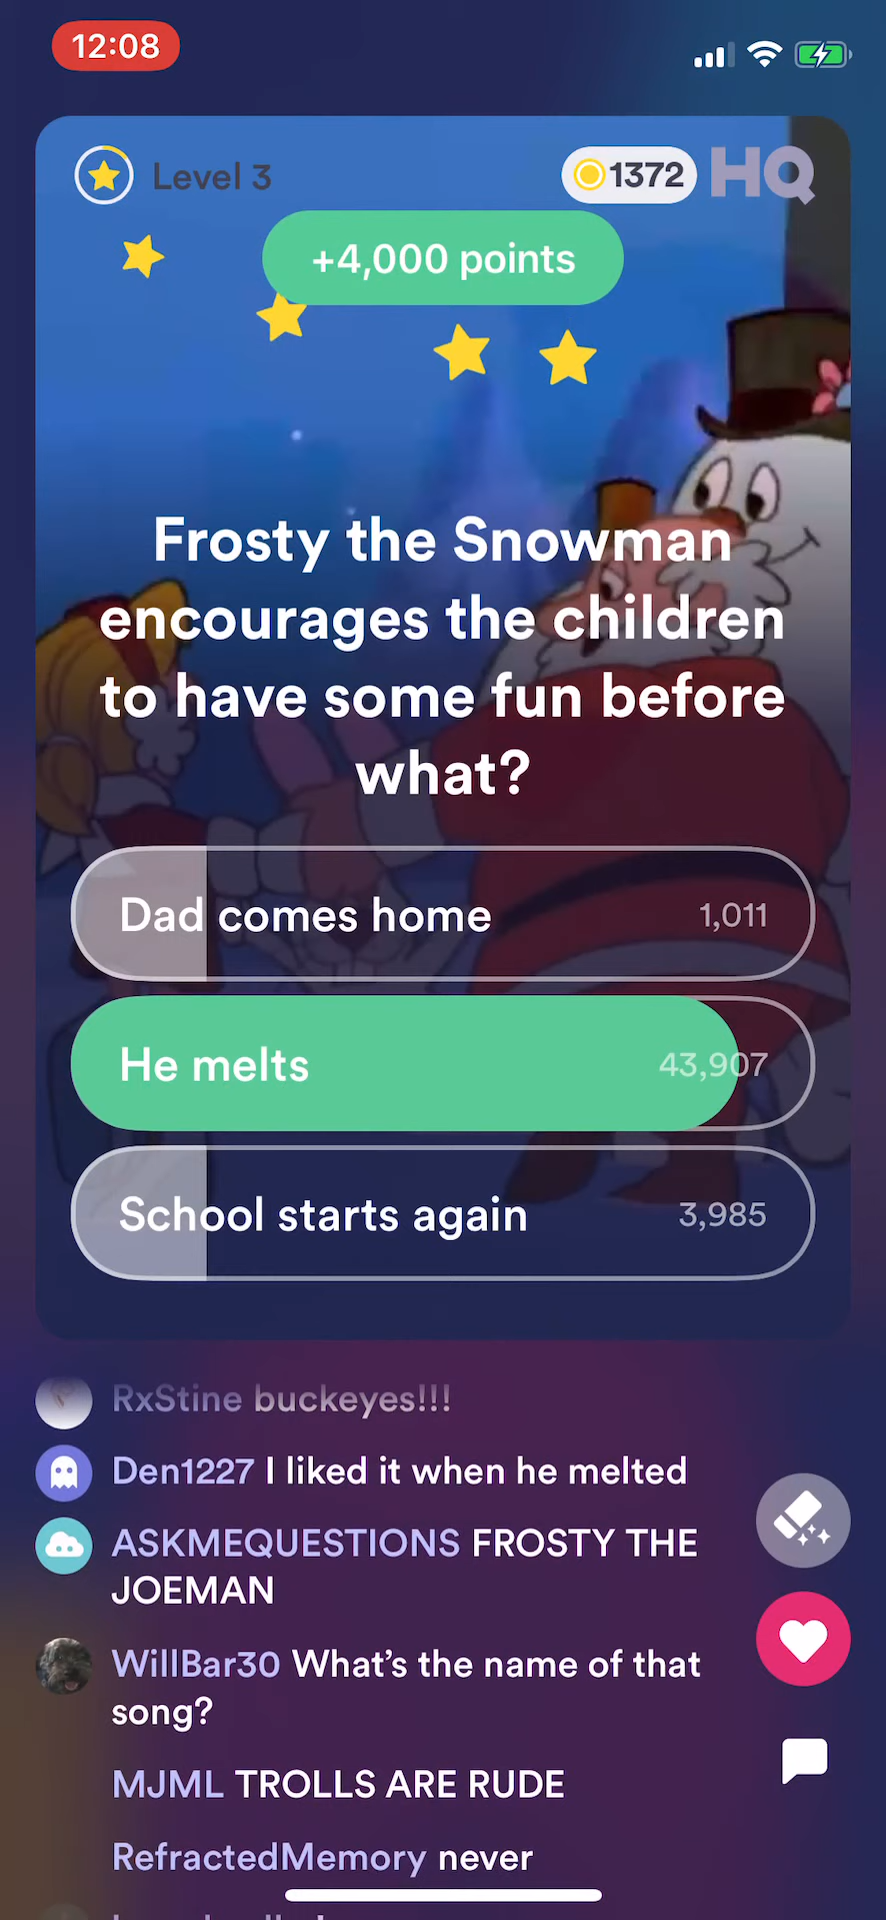 12:08
Level 3
1372
HQ
+4,000 points
Frosty the Snowman
encourages the children
to have some fun before
what?
Dad comes home
1,011
He melts
43,907
School starts again
3,985
RxStine buckeyes!!!
Den1227 I liked it when he melted
ASKMEQUESTIONS FROSTY THE
JOEMAN
WillBar30 What's the name of that
song?
MJML TROLLS ARE RUDE
RefractedMemory never